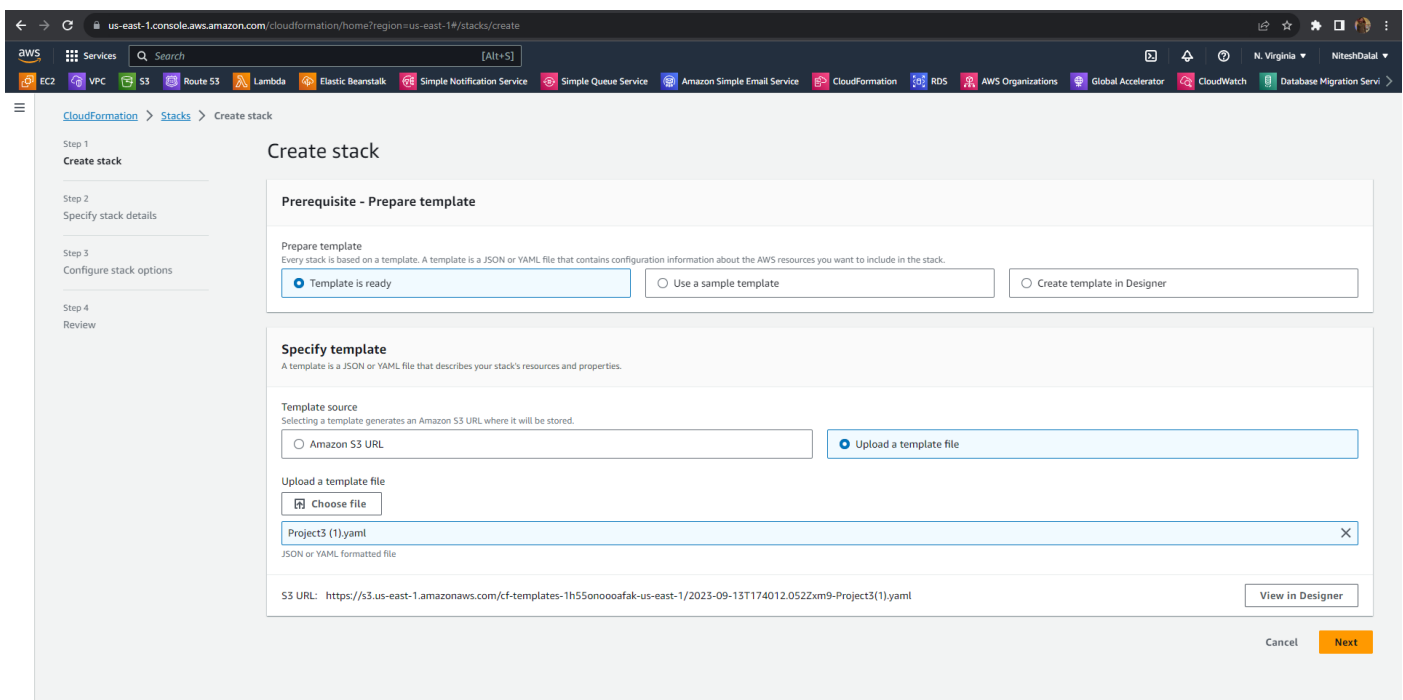 us-east-1.console.aws.amazon.com/cloudformation/home?region=us-east-1#/stacks/create
aws Services Search [Alt+S] N. Virginia NiteshDalal
EC2 VPC S3 Route 53 Lambda Elastic Beanstalk Simple Notification Service Simple Queue Service Amazon Simple Email Service CloudFormation RDS AWS Organizations Global Accelerator CloudWatch Database Migration Servi
CloudFormation > Stacks > Create stack
Step 1
Create stack
Step 2
Specify stack details
Step 3
Configure stack options
Step 4
Review
Create stack
Prerequisite - Prepare template
Prepare template
Every stack is based on a template. A template is a JSON or YAML file that contains configuration information about the AWS resources you want to include in the stack.
Template is ready Use a sample template Create template in Designer
Specify template
A template is a JSON or YAML file that describes your stack's resources and properties.
Template source
Selecting a template generates an Amazon S3 URL where it will be stored.
Amazon S3 URL Upload a template file
Upload a template file
Choose file
Project3 (1).yaml
JSON or YAML formatted file
S3 URL: https://s3.us-east-1.amazonaws.com/cf-templates-1h55onoooafak-us-east-1/2023-09-13T174012.052Zxm9-Project3(1).yaml View in Designer
Cancel Next